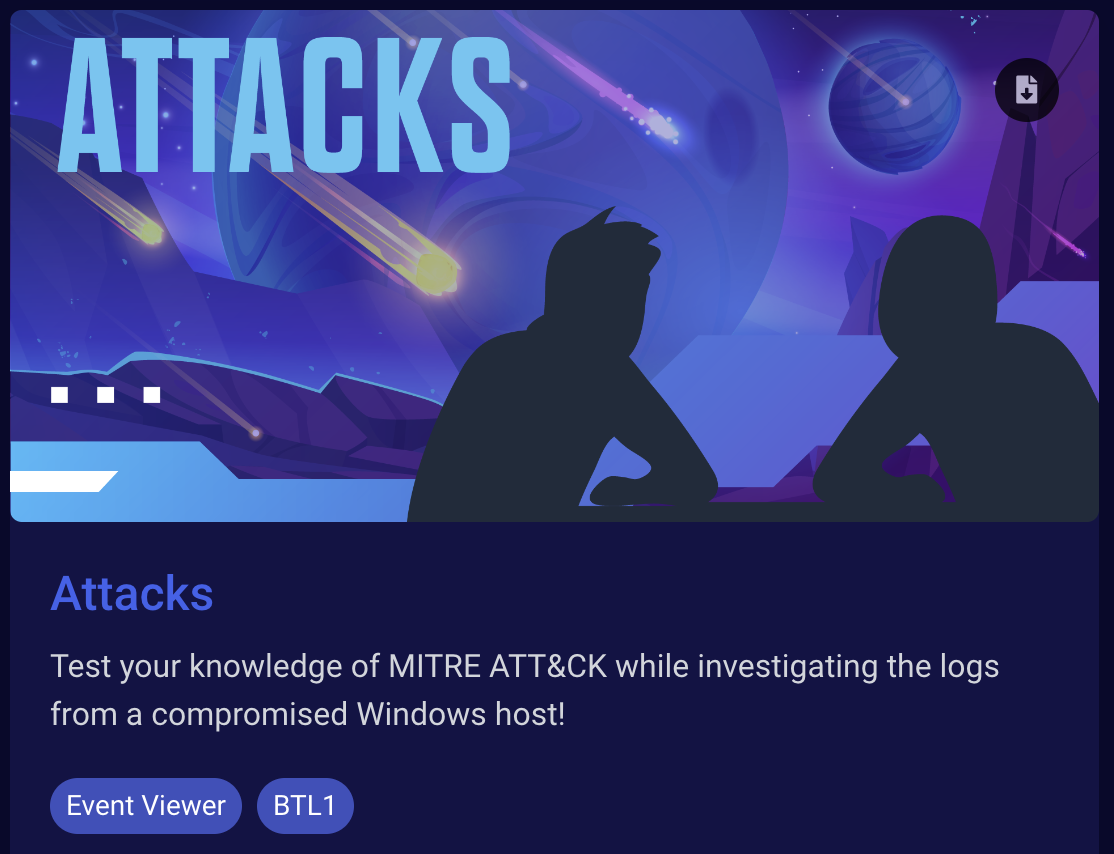 ATTACKS
Attacks
Test your knowledge of MITRE ATT&CK while investigating the logs
from a compromised Windows host!
Event Viewer
BTL1